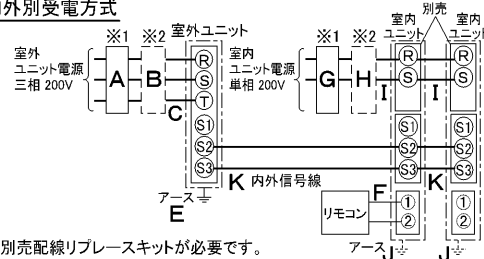 外別受電方式
別売
※1 ※2 室外ユニット ※1 ※2 室内ユニット 室内ユニット
室外ユニット電源
三相 200V
A
B
C
R
S
T
S1
S2
S3
室内ユニット電源
単相 200V
G
H
I
I
R
S
S1
S2
S3
R
S
S1
S2
S3
K 内外信号線
K
アース
E
リモコン
F
①
②
①
②
別売配線リプレースキットが必要です。
アース
J
J